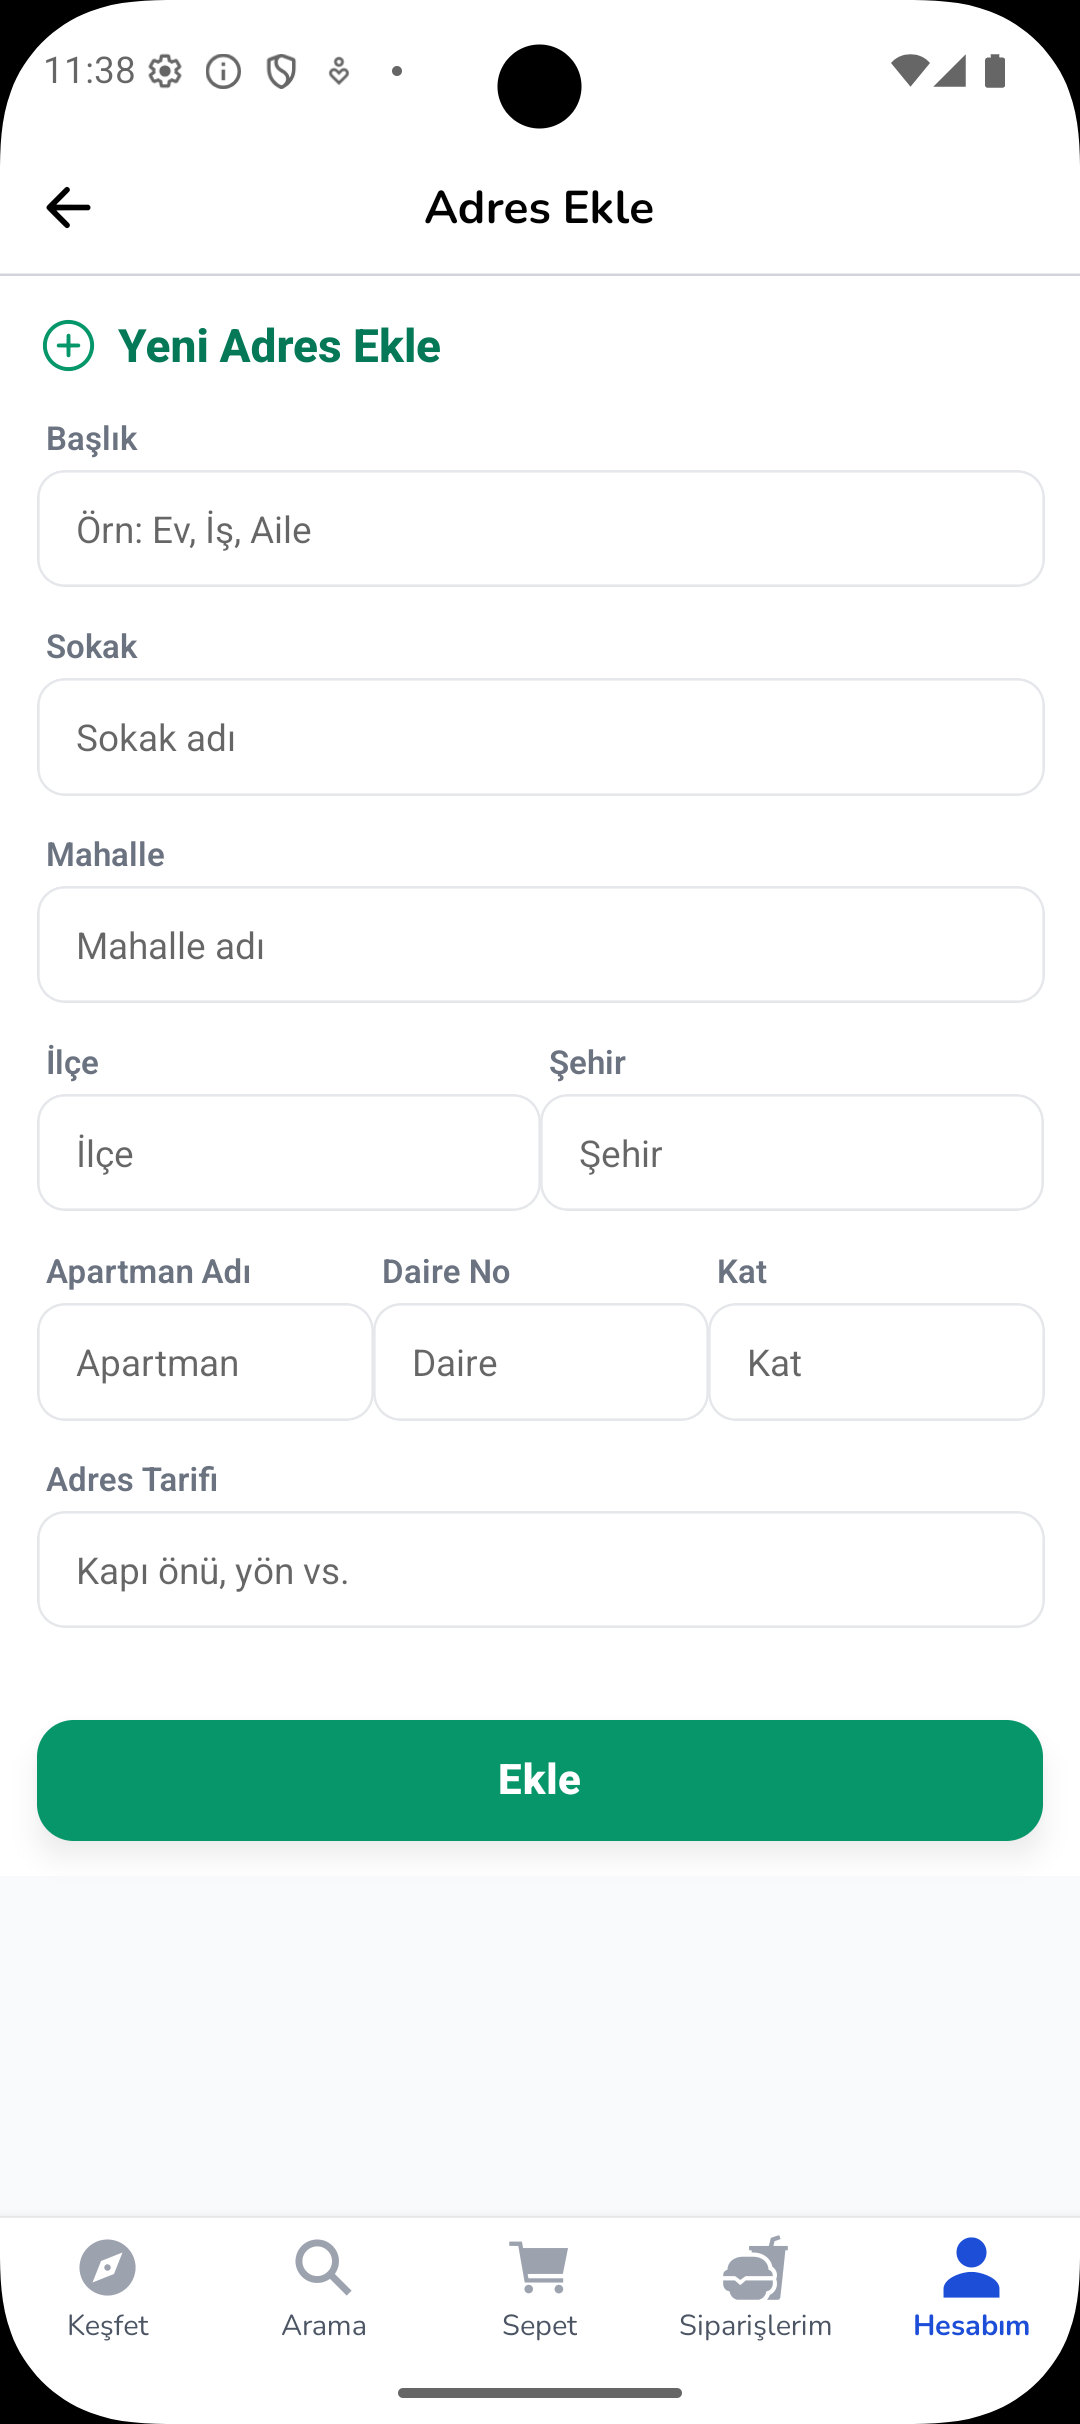 11:38
Adres Ekle
Yeni Adres Ekle
Başlık
Örn: Ev, İş, Aile
Sokak
Sokak adı
Mahalle
Mahalle adı
İlçe Şehir
İlçe Şehir
Apartman Adı Daire No Kat
Apartman Daire Kat
Adres Tarifi
Kapı önü, yön vs.
Ekle
Keşfet Arama Sepet Siparişlerim Hesabım